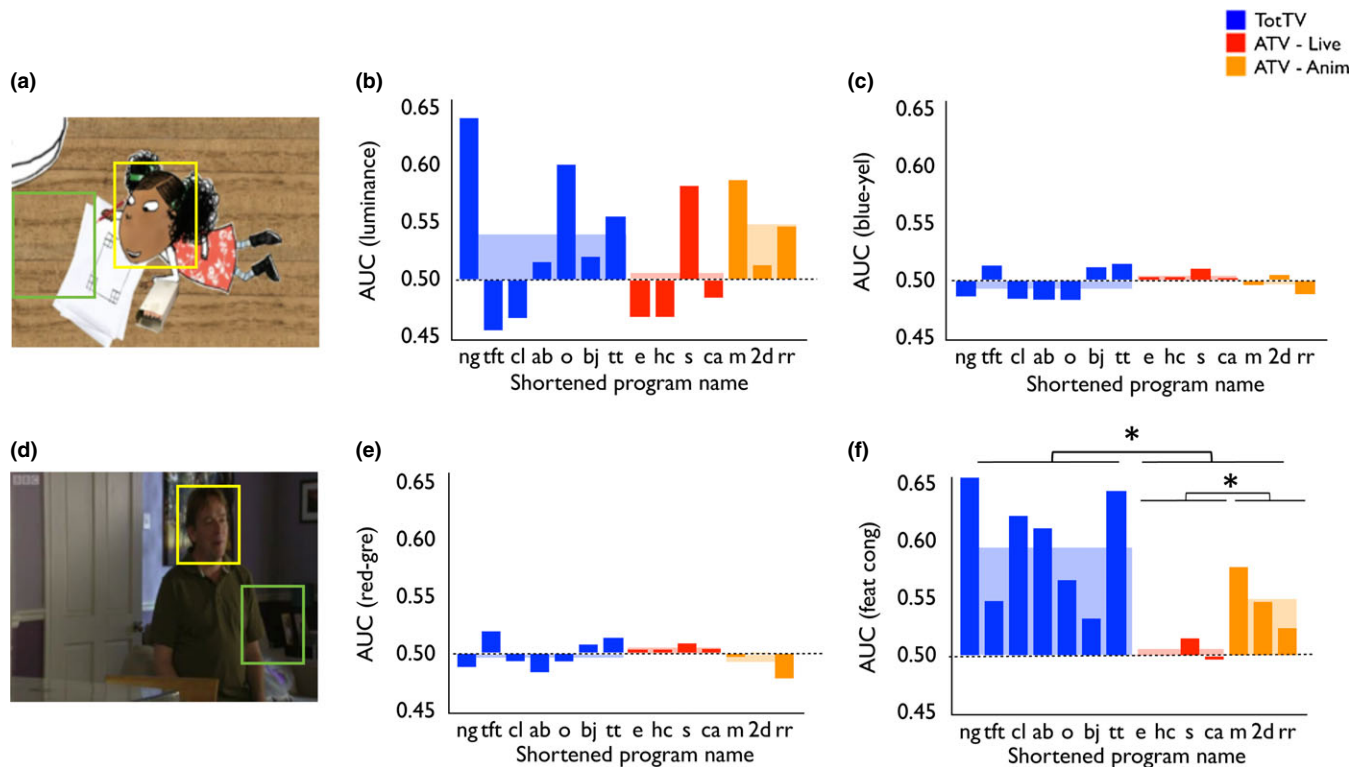 TotTV
ATV - Live
ATV - Anim
(a)
(b)
0.65
0.60
0.55
0.50
0.45
AUC (luminance)
ng tft cl ab o bj tt e hc s ca m 2d rr
Shortened program name
(c)
0.65
0.60
0.55
0.50
0.45
AUC (blue-yel)
ng tft cl ab o bj tt e hc s ca m 2d rr
Shortened program name
(d)
BBC
(e)
0.65
0.60
0.55
0.50
0.45
AUC (red-gre)
ng tft cl ab o bj tt e hc s ca m 2d rr
Shortened program name
(f)
*
*
0.65
0.60
0.55
0.50
0.45
AUC (feat cong)
ng tft cl ab o bj tt e hc s ca m 2d rr
Shortened program name